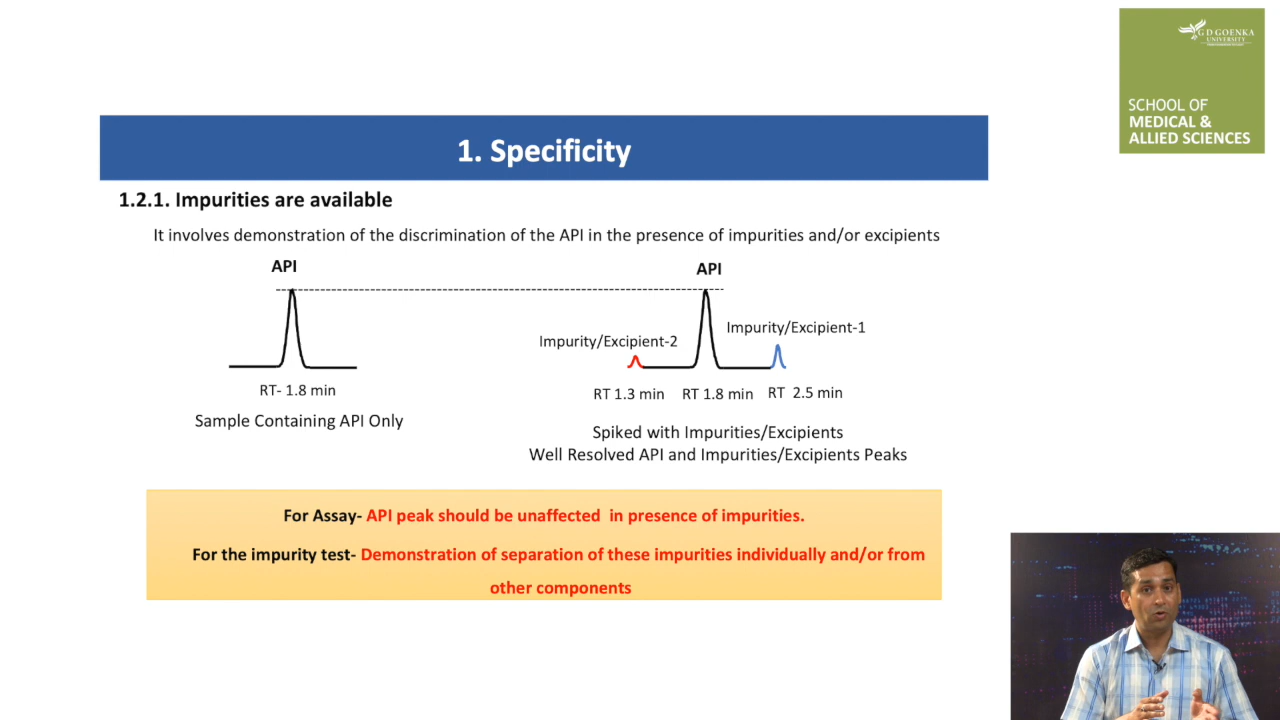 G D GOENKA
UNIVERSITY
SCHOOL OF
MEDICAL &
ALLIED SCIENCES
1. Specificity
1.2.1. Impurities are available
It involves demonstration of the discrimination of the API in the presence of impurities and/or excipients
API
API
Impurity/Excipient-2
Impurity/Excipient-1
RT- 1.8 min
RT 1.3 min
RT 1.8 min
RT 2.5 min
Sample Containing API Only
Spiked with Impurities/Excipients
Well Resolved API and Impurities/Excipients Peaks
For Assay- API peak should be unaffected in presence of impurities.
For the impurity test- Demonstration of separation of these impurities individually and/or from
other components